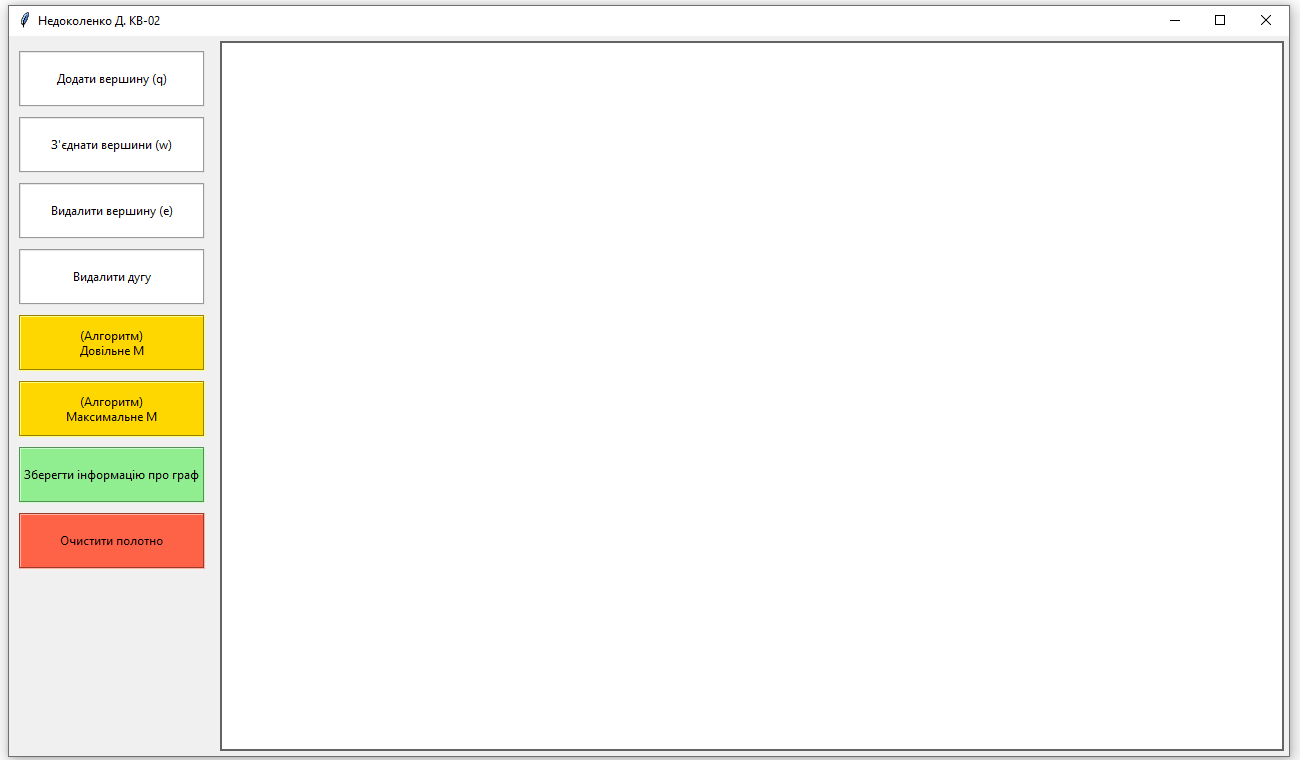 Недоколенко Д. КВ-02
Додати вершину (q)
З'єднати вершини (w)
Видалити вершину (e)
Видалити дугу
(Алгоритм)
Довільне М
(Алгоритм)
Максимальне М
Зберегти інформацію про граф
Очистити полотно